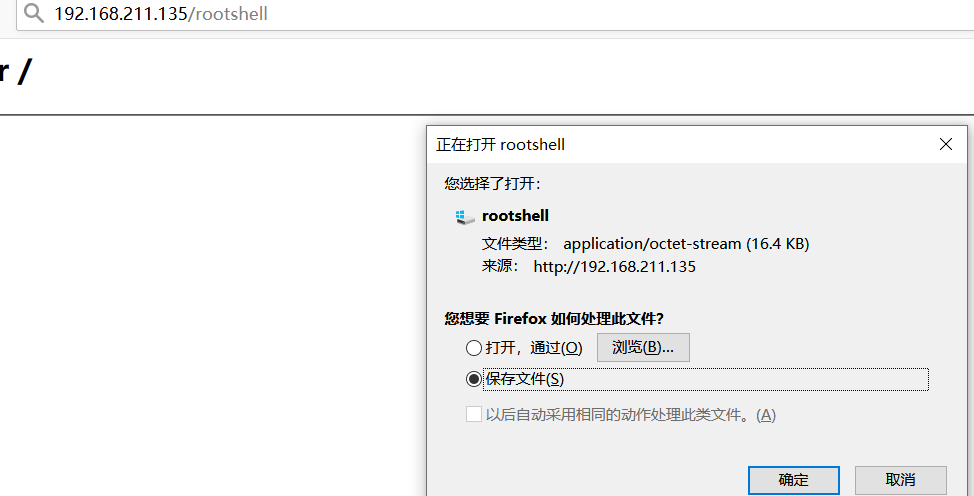 192.168.211.135/rootshell
r /
正在打开 rootshell
您选择了打开：
rootshell
文件类型： application/octet-stream (16.4 KB)
来源： http://192.168.211.135
您想要 Firefox 如何处理此文件？
打开，通过(O) 浏览(B)...
保存文件(S)
以后自动采用相同的动作处理此类文件。(A)
确定 取消